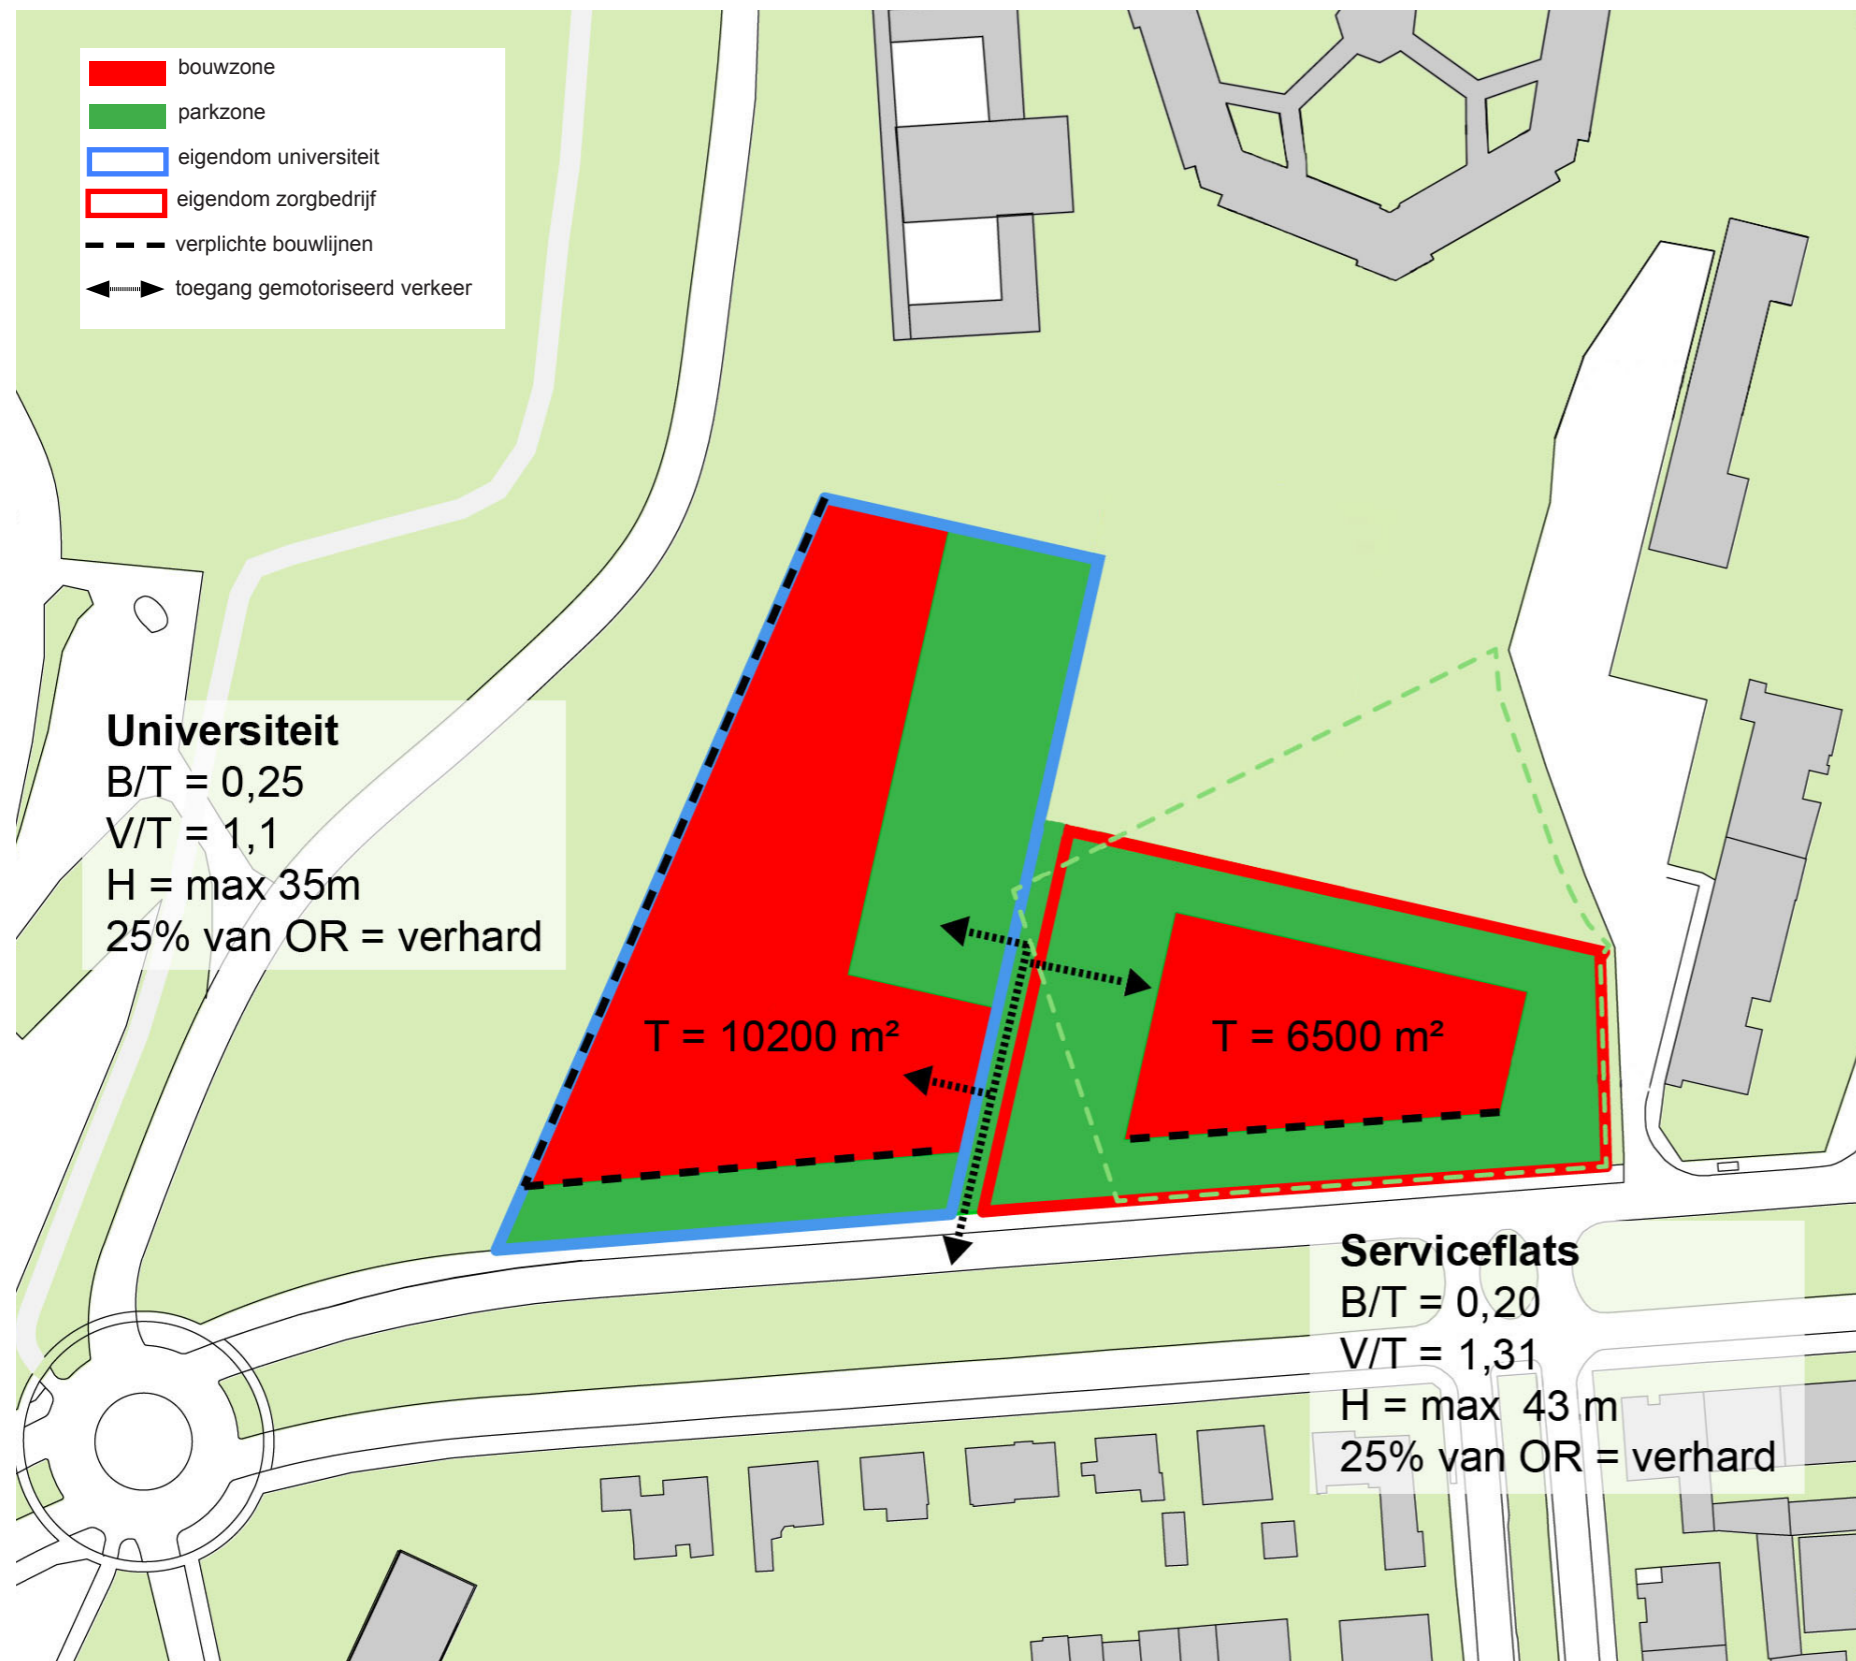 bouwzone
parkzone
eigendom universiteit
eigendom zorgbedrijf
verplichte bouwlijnen
toegang gemotoriseerd verkeer
Universiteit
B/T = 0,25
V/T = 1,1
H = max 35m
25% van OR = verhard
T = 10200 m²
T = 6500 m²
Serviceflats
B/T = 0,20
V/T = 1,31
H = max 43 m
25% van OR = verhard